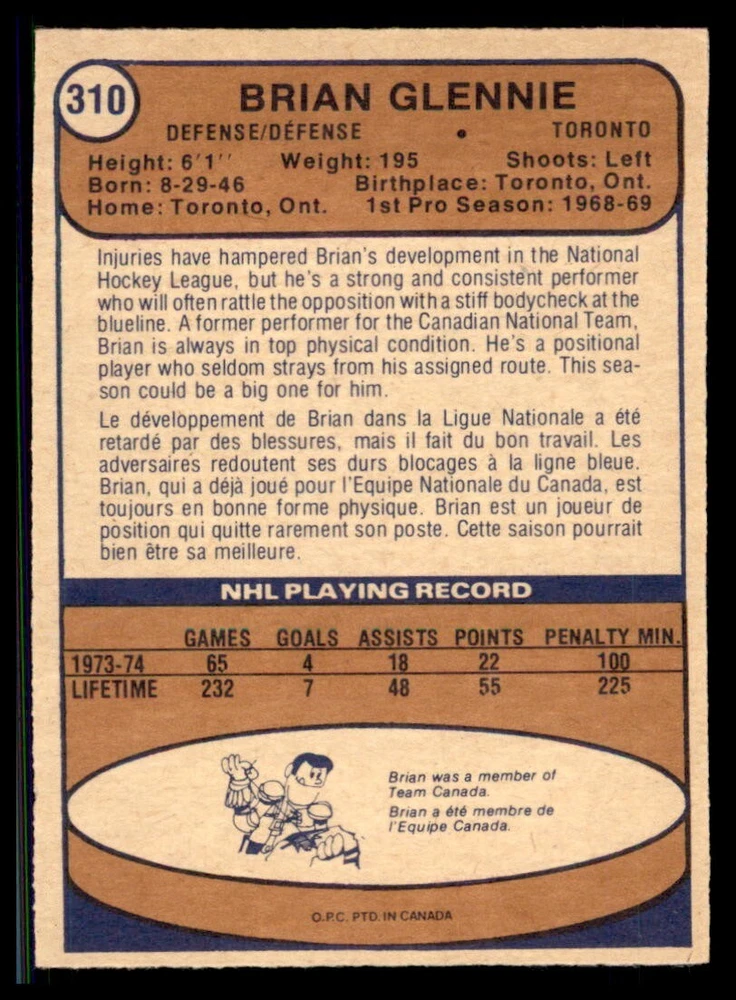 310
BRIAN GLENNIE
DEFENSE/DÉFENSE • TORONTO
Height: 6'1'' Weight: 195 Shoots: Left
Born: 8-29-46 Birthplace: Toronto, Ont.
Home: Toronto, Ont. 1st Pro Season: 1968-69
Injuries have hampered Brian's development in the National
Hockey League, but he's a strong and consistent performer
who will often rattle the opposition with a stiff bodycheck at the
blueline. A former performer for the Canadian National Team,
Brian is always in top physical condition. He's a positional
player who seldom strays from his assigned route. This sea-
son could be a big one for him.
Le développement de Brian dans la Ligue Nationale a été
retardé par des blessures, mais il fait du bon travail. Les
adversaires redoutent ses durs blocages à la ligne bleue.
Brian, qui a déjà joué pour l'Equipe Nationale du Canada, est
toujours en bonne forme physique. Brian est un joueur de
position qui quitte rarement son poste. Cette saison pourrait
bien être sa meilleure.
NHL PLAYING RECORD
GAMES GOALS ASSISTS POINTS PENALTY MIN.
1973-74 65 4 18 22 100
LIFETIME 232 7 48 55 225
Brian was a member of
Team Canada.
Brian a été membre de
l'Equipe Canada.
O.P.C. PTD. IN CANADA